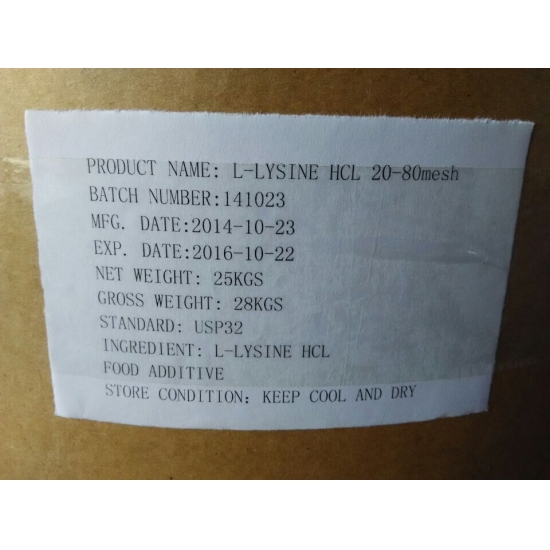 PRODUCT NAME: L-LYSINE HCL 20-80mesh
BATCH NUMBER:141023
MFG. DATE:2014-10-23
EXP. DATE:2016-10-22
NET WEIGHT: 25KGS
GROSS WEIGHT: 28KGS
STANDARD: USP32
INGREDIENT: L-LYSINE HCL
FOOD ADDITIVE
STORE CONDITION: KEEP COOL AND DRY